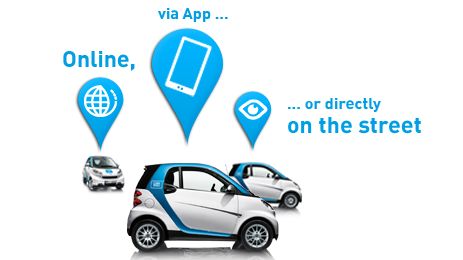 via App ...
Online,
... or directly
on the street